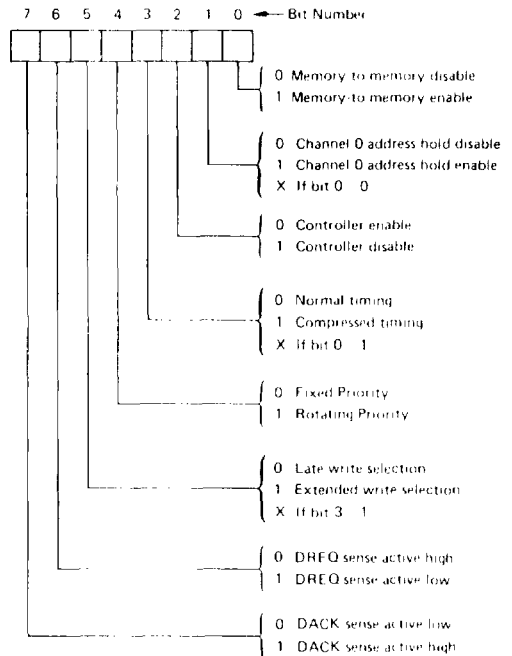 7 6 5 4 3 2 1 0 Bit Number
0 Memory-to memory disable
1 Memory-to memory enable
0 Channel 0 address hold disable
1 Channel 0 address hold enable
X If bit 0 0
0 Controller enable
1 Controller disable
0 Normal timing
1 Compressed timing
X If bit 0 1
0 Fixed Priority
1 Rotating Priority
0 Late write selection
1 Extended write selection
X If bit 3 1
0 DREQ sense active high
1 DREQ sense active low
0 DACK sense active low
1 DACK sense active high